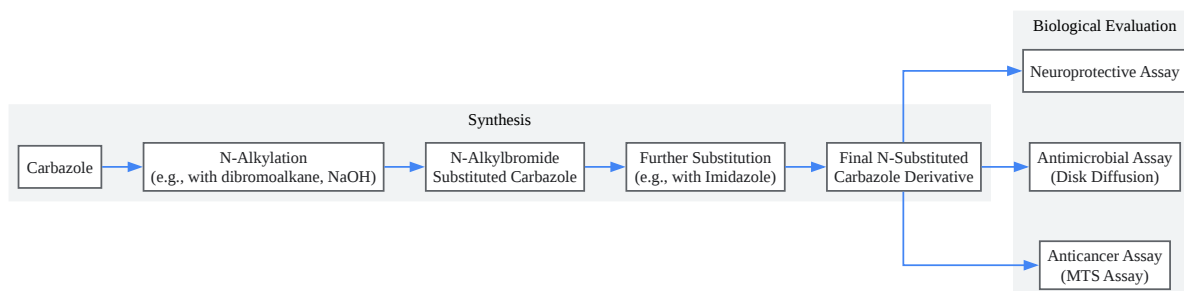 Biological Evaluation
Neuroprotective Assay
Synthesis
Carbazole
N-Alkylation
(e.g., with dibromoalkane, NaOH)
N-Alkylbromide
Substituted Carbazole
Further Substitution
(e.g., with Imidazole)
Final N-Substituted
Carbazole Derivative
Antimicrobial Assay
(Disk Diffusion)
Anticancer Assay
(MTS Assay)